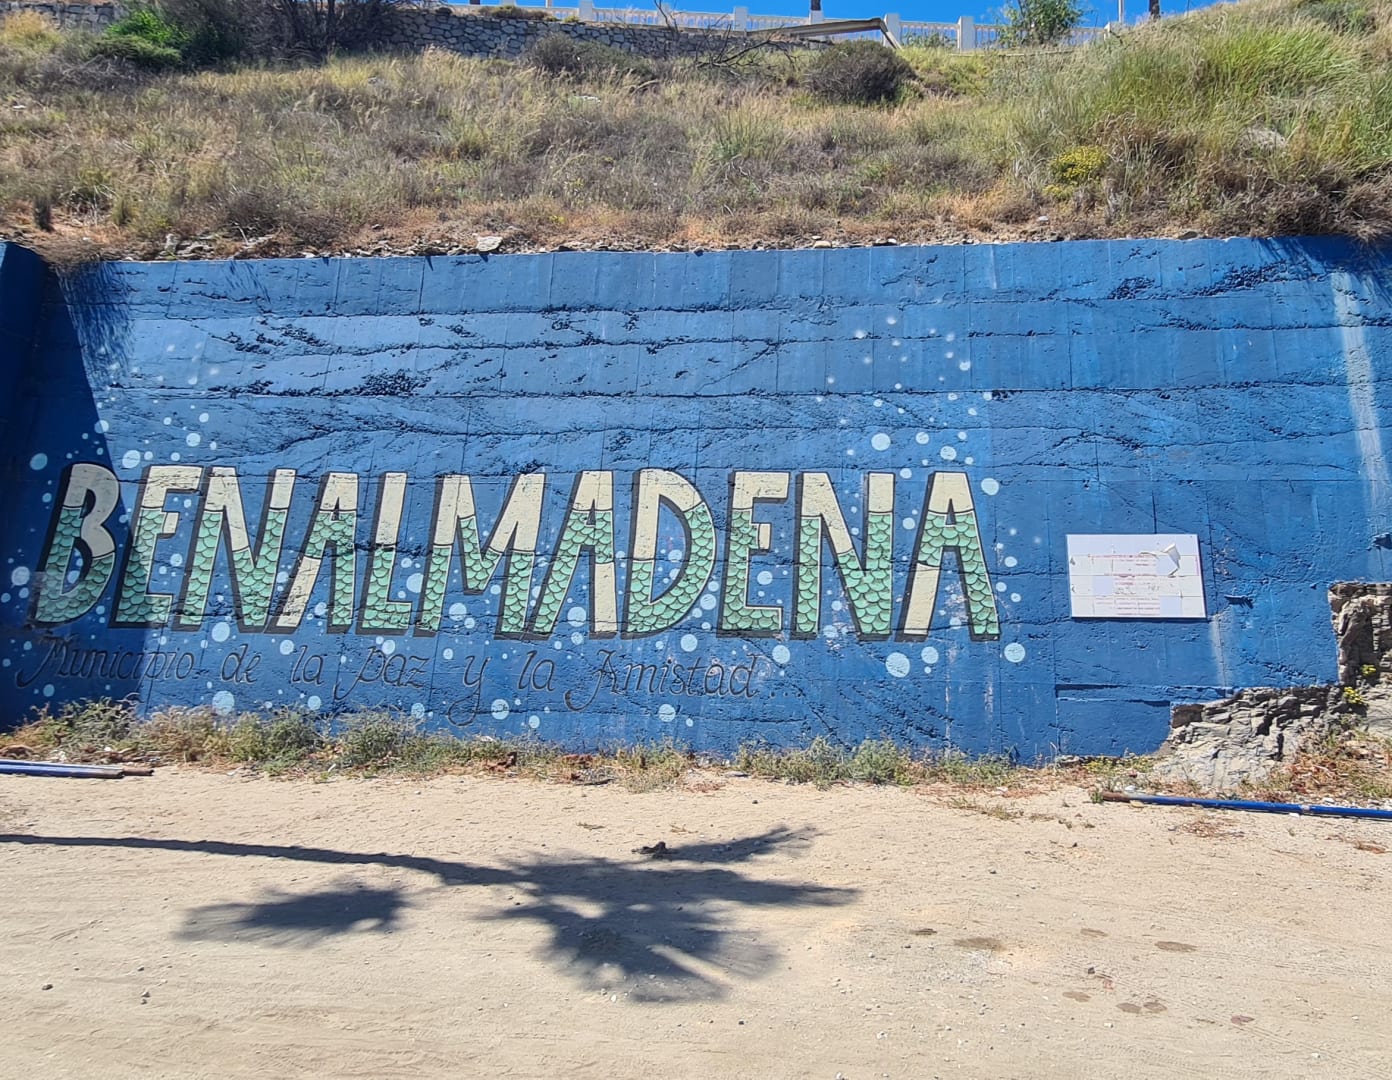 BENALMADENA
Municipio de la Paz y la Amistad